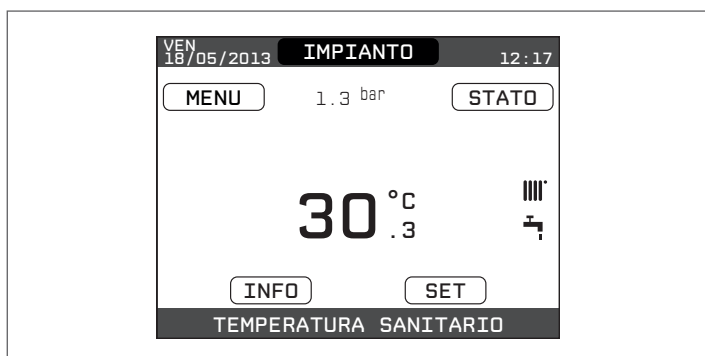 VEN
18/05/2013 IMPIANTO 12:17
MENU 1.3 bar STATO
30.3 °C
INFO SET
TEMPERATURA SANITARIO